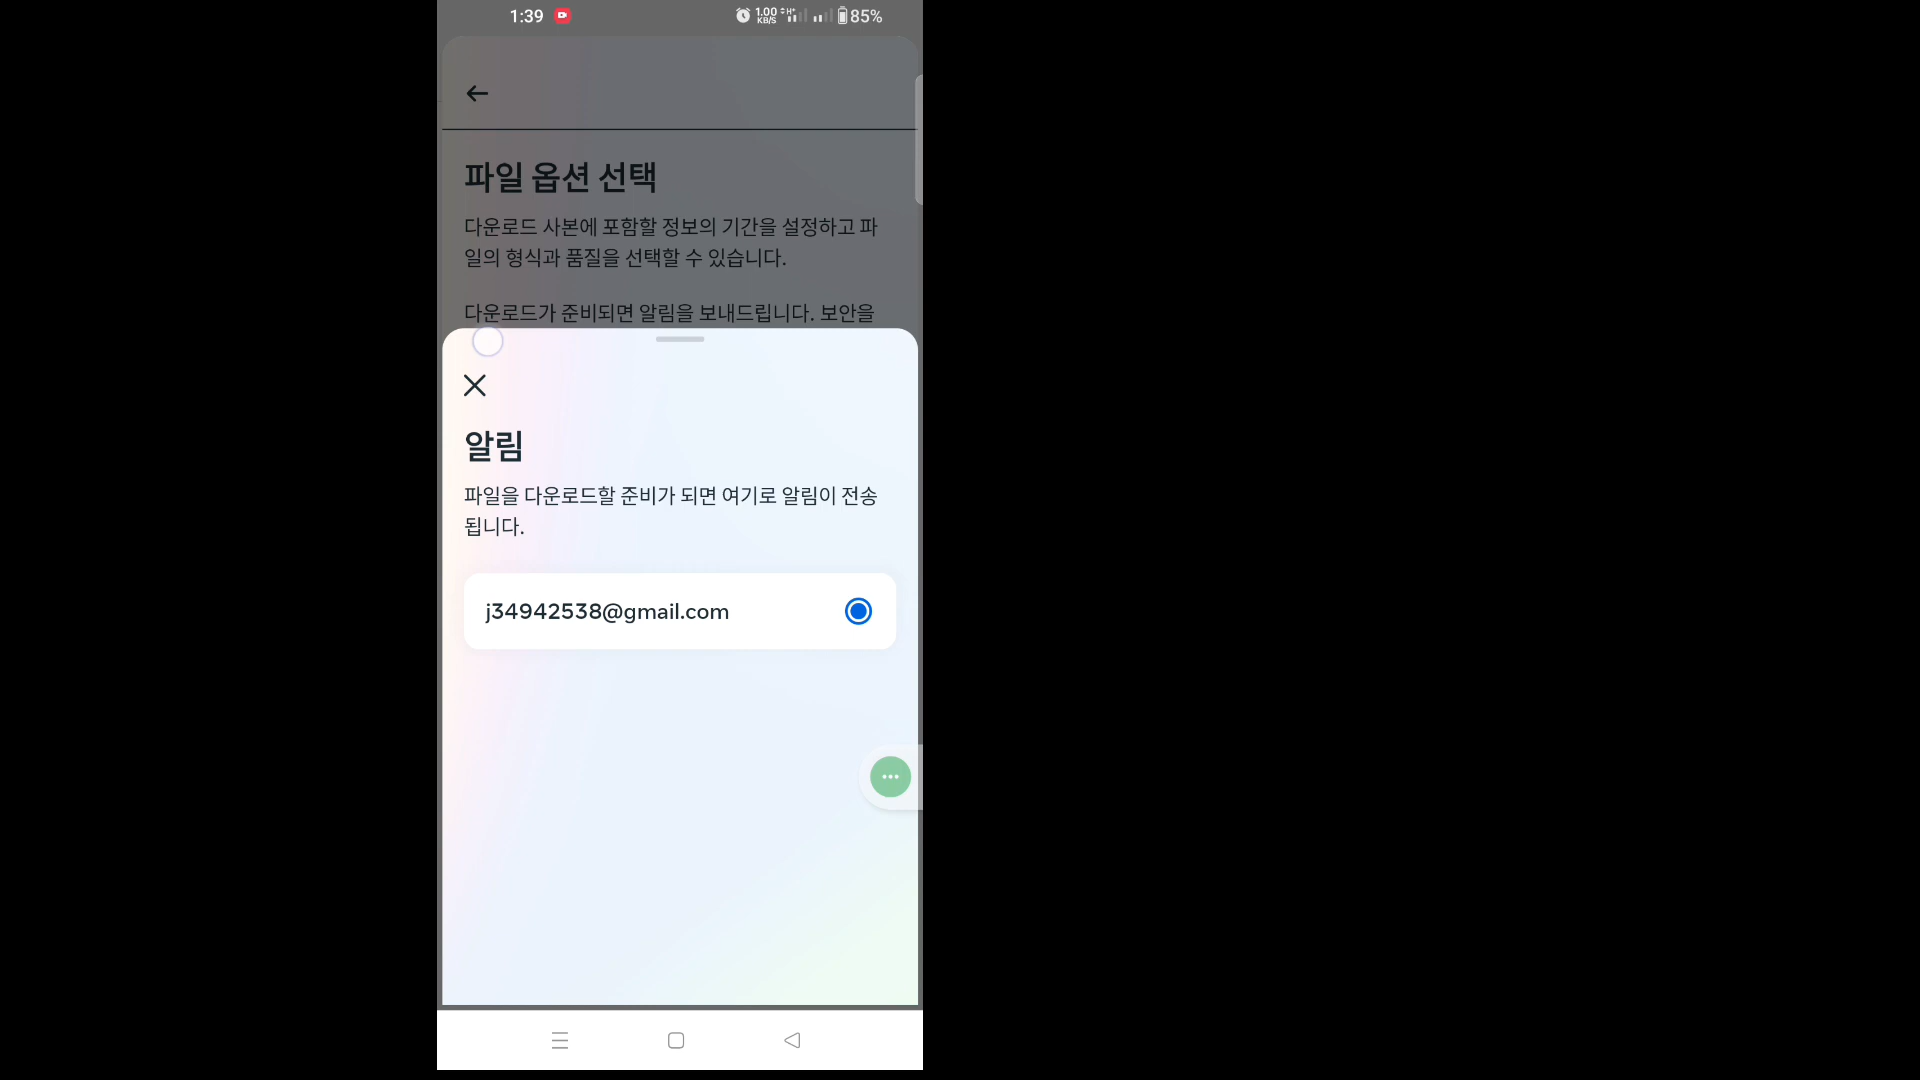 1:39
1.00 KB/S H+ 85%
파일 옵션 선택
다운로드 사본에 포함할 정보의 기간을 설정하고 파
일의 형식과 품질을 선택할 수 있습니다.
다운로드가 준비되면 알림을 보내드립니다. 보안을
알림
파일을 다운로드할 준비가 되면 여기로 알림이 전송
됩니다.
j34942538@gmail.com